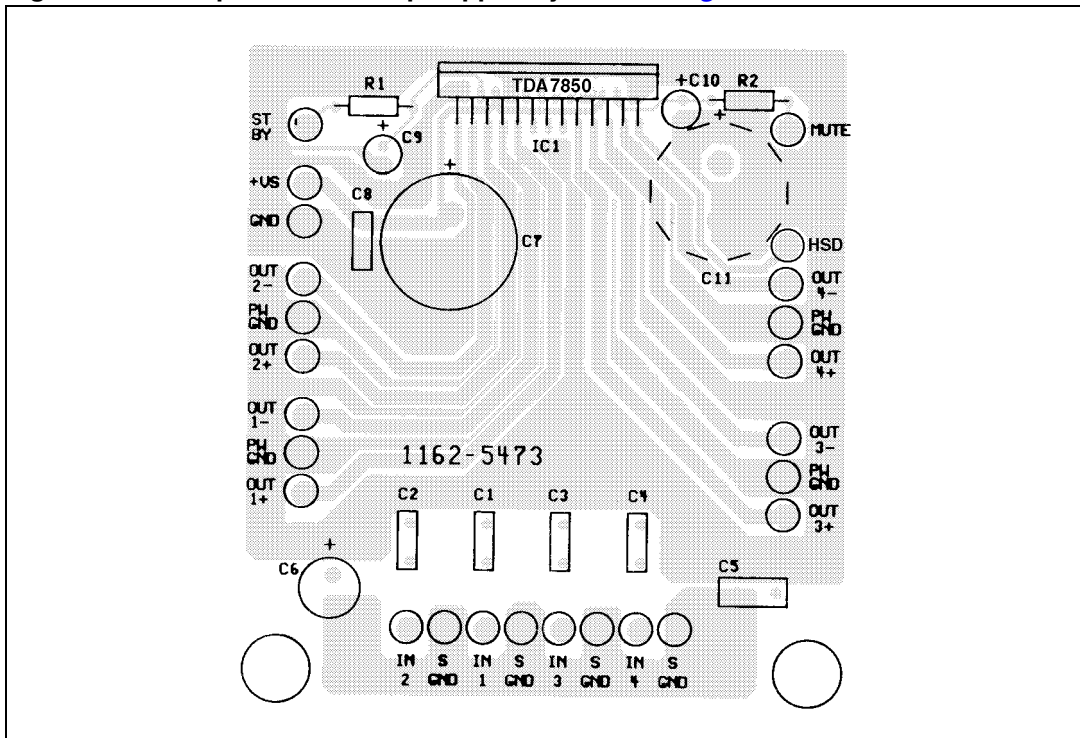 R1
TDA7850
+C10
R2
ST
BY
+
C9
IC1
+
MUTE
+VS
C8
+
GND
C7
HSD
C11
OUT
2-
OUT
4-
PW
GND
PW
GND
OUT
2+
OUT
4+
OUT
1-
OUT
3-
PW
GND
1162-5473
PW
GND
OUT
1+
C2
C1
C3
C4
OUT
3+
+
C6
C5
IN
2
S
GND
IN
1
S
GND
IN
3
S
GND
IN
4
S
GND